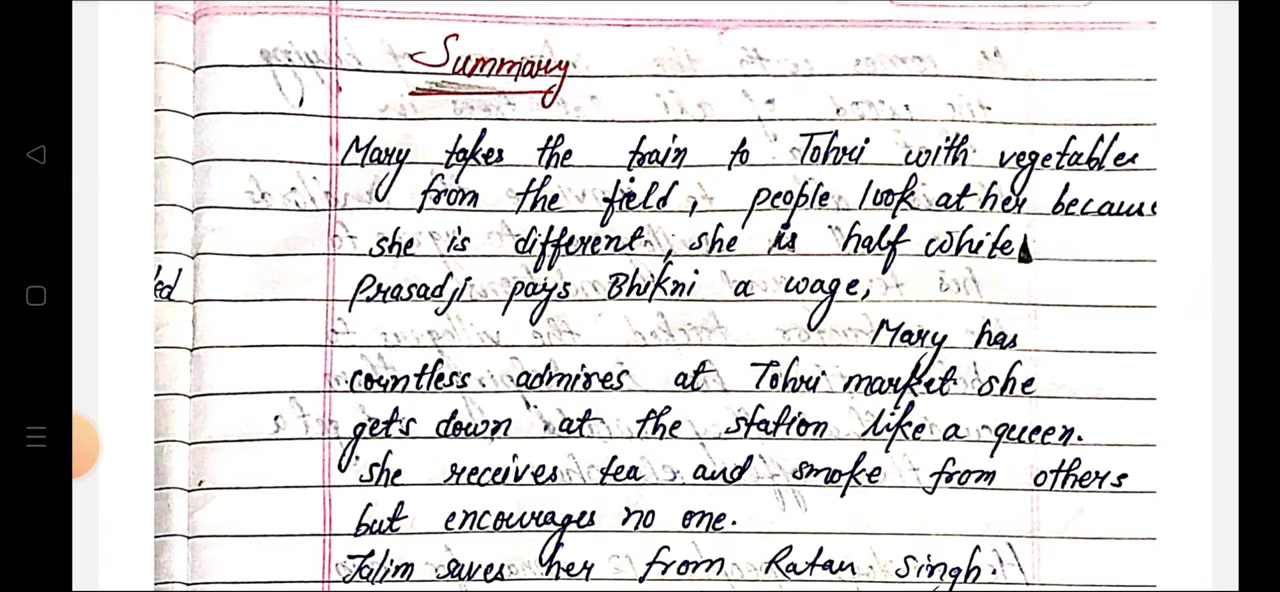 Summary
Mary takes the train to Tohri with vegetables
from the field, people look at her because
she is different, she is half white
'ed
Prasadji pays Bhikni a wage,
Mary has
countless admires at Tohri market she
gets down at the station like a queen.
she receives tea and smoke from others
but encourages no one.
Jalim saves her from Ratan Singh.